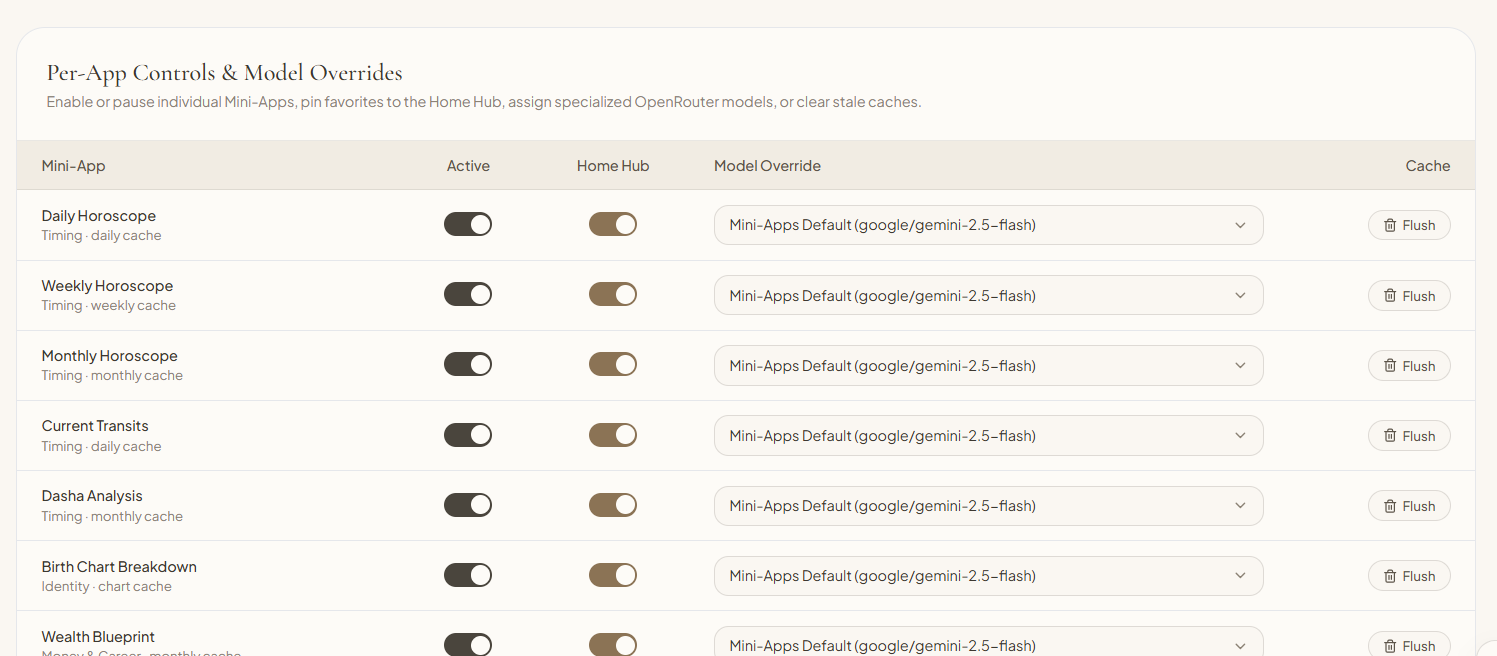 Per-App Controls & Model Overrides
Enable or pause individual Mini-Apps, pin favorites to the Home Hub, assign specialized OpenRouter models, or clear stale caches.
Mini-App Active Home Hub Model Override Cache
Daily Horoscope
Timing · daily cache
Mini-Apps Default (google/gemini-2.5-flash) Flush
Weekly Horoscope
Timing · weekly cache
Mini-Apps Default (google/gemini-2.5-flash) Flush
Monthly Horoscope
Timing · monthly cache
Mini-Apps Default (google/gemini-2.5-flash) Flush
Current Transits
Timing · daily cache
Mini-Apps Default (google/gemini-2.5-flash) Flush
Dasha Analysis
Timing · monthly cache
Mini-Apps Default (google/gemini-2.5-flash) Flush
Birth Chart Breakdown
Identity · chart cache
Mini-Apps Default (google/gemini-2.5-flash) Flush
Wealth Blueprint
Money & Career · monthly cache
Mini-Apps Default (google/gemini-2.5-flash) Flush